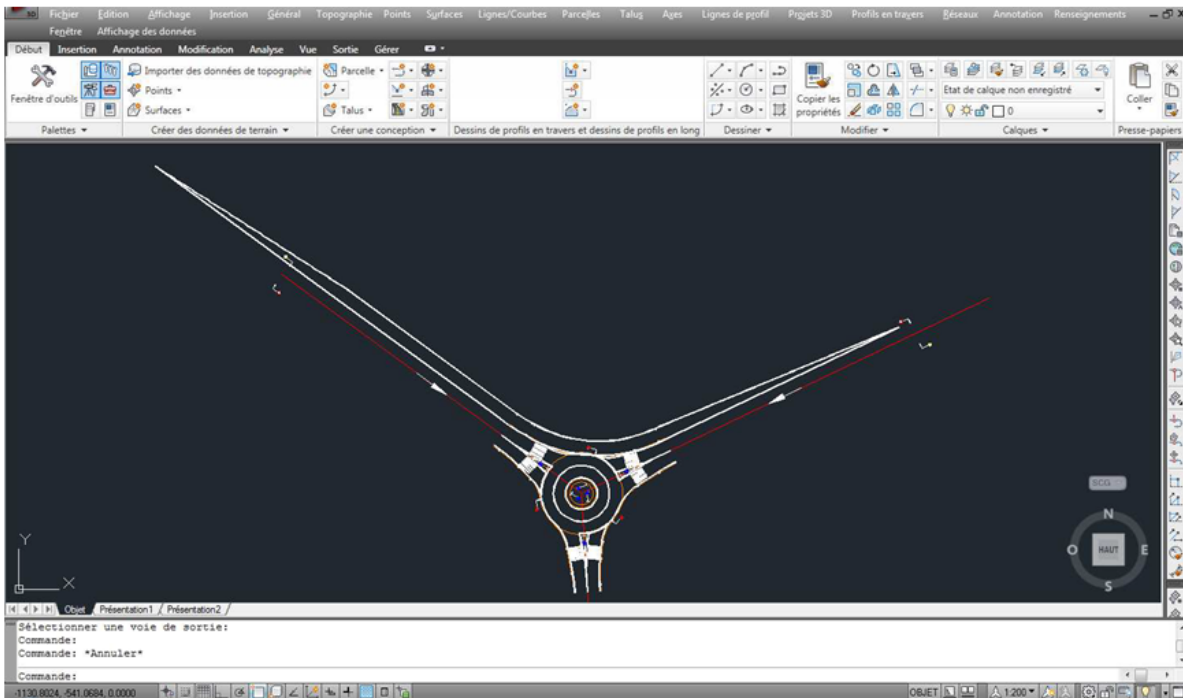 3D Fichier Edition Affichage Insertion Général Topographie Points Surfaces Lignes/Courbes Parcelles Talus Axes Lignes de profil Projets 3D Profils en travers Réseaux Annotation Renseignements
Fenêtre Affichage des données
Début Insertion Annotation Modification Analyse Vue Sortie Gérer
Importer des données de topographie Parcelle
Fenêtre d'outils Points Copier les Etat de calque non enregistré Coller
Surfaces Talus propriétés 0
Palettes Créer des données de terrain Créer une conception Dessins de profils en travers et dessins de profils en long Dessiner Modifier Calques Presse-papiers
SCG
N
Y
O HAUT E
X
S
Objet Présentation1 Présentation2
Sélectionner une voie de sortie:
Commande:
Commande: *Annuler*
Commande:
-1130.8024, -541.0684, 0.0000 OBJET 1:200